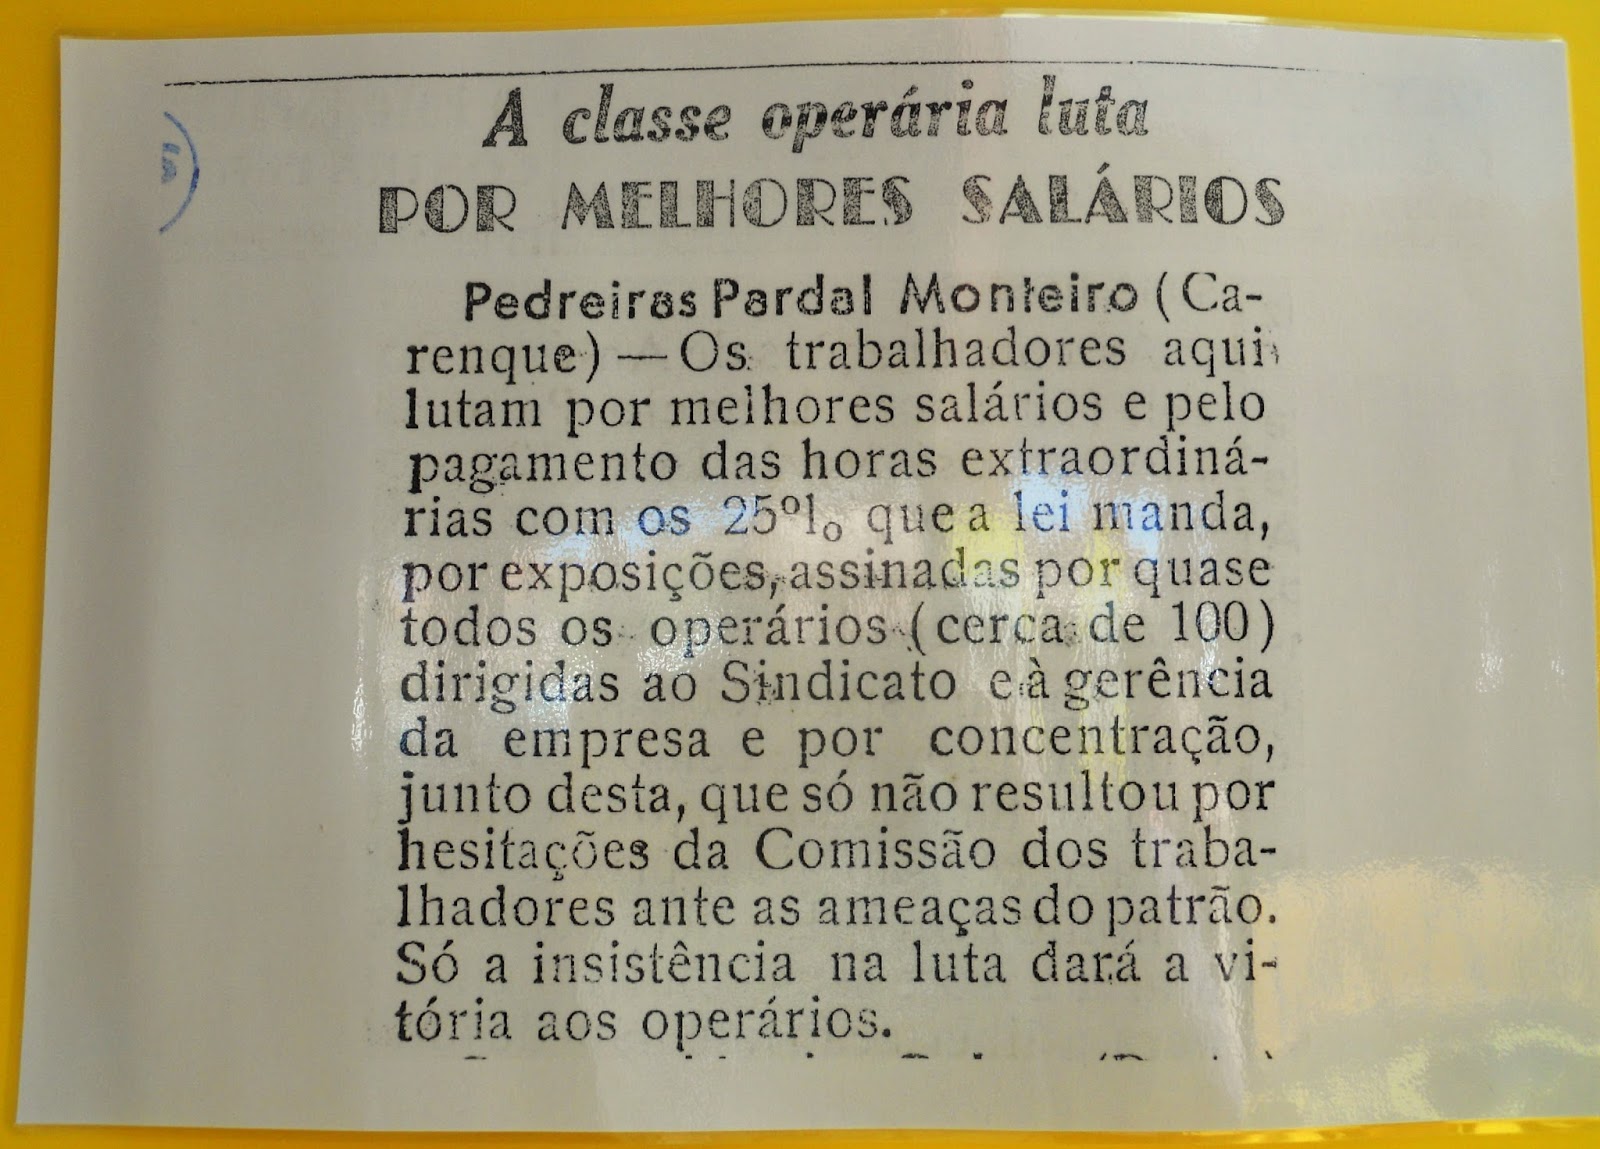 A classe operária luta
POR MELHORES SALÁRIOS
Pedreiras Pardal Monteiro (Ca-
renque) — Os trabalhadores aqui
lutam por melhores salários e pelo
pagamento das horas extraordiná-
rias com os 25% que a lei manda,
por exposições, assinadas por quase
todos os operários (cerca de 100)
dirigidas ao Sindicato e à gerência
da empresa e por concentração,
junto desta, que só não resultou por
hesitações da Comissão dos traba-
lhadores ante as ameaças do patrão.
Só a insistência na luta dará a vi-
tória aos operários.